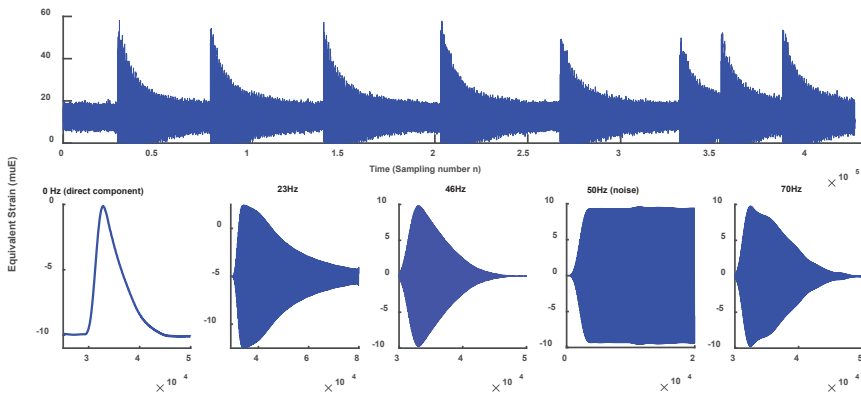 60
40
20
0
0 0.5 1 1.5 2 2.5 3 3.5 4
Time (Sampling number n)
× 10 5
Equivalent Strain (muE)
0 Hz (direct component)
0
-5
-10
3 4 5
× 10 4
23Hz
0
-5
-10
4 6 8
× 10 4
46Hz
10
5
0
-5
-10
3 4 5
× 10 4
50Hz (noise)
10
5
0
-5
-10
0 2
× 10 4
70Hz
10
5
0
-5
-10
3 4 5
× 10 4